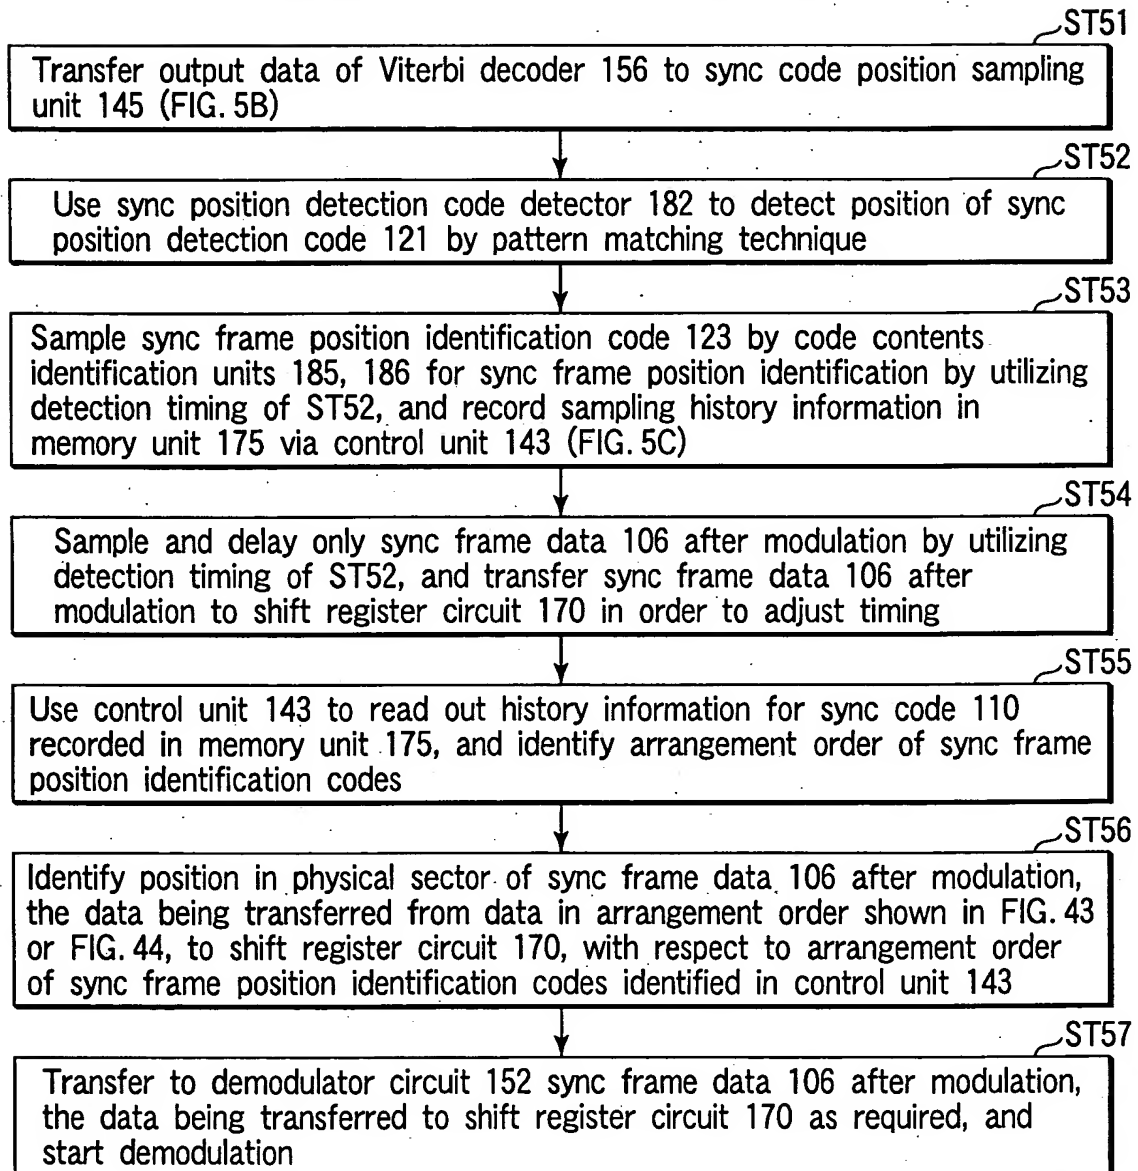 ST51
Transfer output data of Viterbi decoder 156 to sync code position sampling
unit 145 (FIG. 5B)
ST52
Use sync position detection code detector 182 to detect position of sync
position detection code 121 by pattern matching technique
ST53
Sample sync frame position identification code 123 by code contents
identification units 185, 186 for sync frame position identification by utilizing
detection timing of ST52, and record sampling history information in
memory unit 175 via control unit 143 (FIG. 5C)
ST54
Sample and delay only sync frame data 106 after modulation by utilizing
detection timing of ST52, and transfer sync frame data 106 after
modulation to shift register circuit 170 in order to adjust timing
ST55
Use control unit 143 to read out history information for sync code 110
recorded in memory unit 175, and identify arrangement order of sync frame
position identification codes
ST56
Identify position in physical sector of sync frame data 106 after modulation,
the data being transferred from data in arrangement order shown in FIG. 43
or FIG. 44, to shift register circuit 170, with respect to arrangement order
of sync frame position identification codes identified in control unit 143
ST57
Transfer to demodulator circuit 152 sync frame data 106 after modulation,
the data being transferred to shift register circuit 170 as required, and
start demodulation